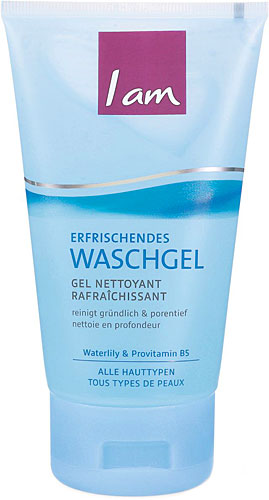 I am
ERFRISCHENDES
WASCHGEL
GEL NETTOYANT
RAFRAÎCHISSANT
reinigt gründlich & porentief
nettoie en profondeur
Waterlily & Provitamin B5
ALLE HAUTTYPEN
TOUS TYPES DE PEAUX